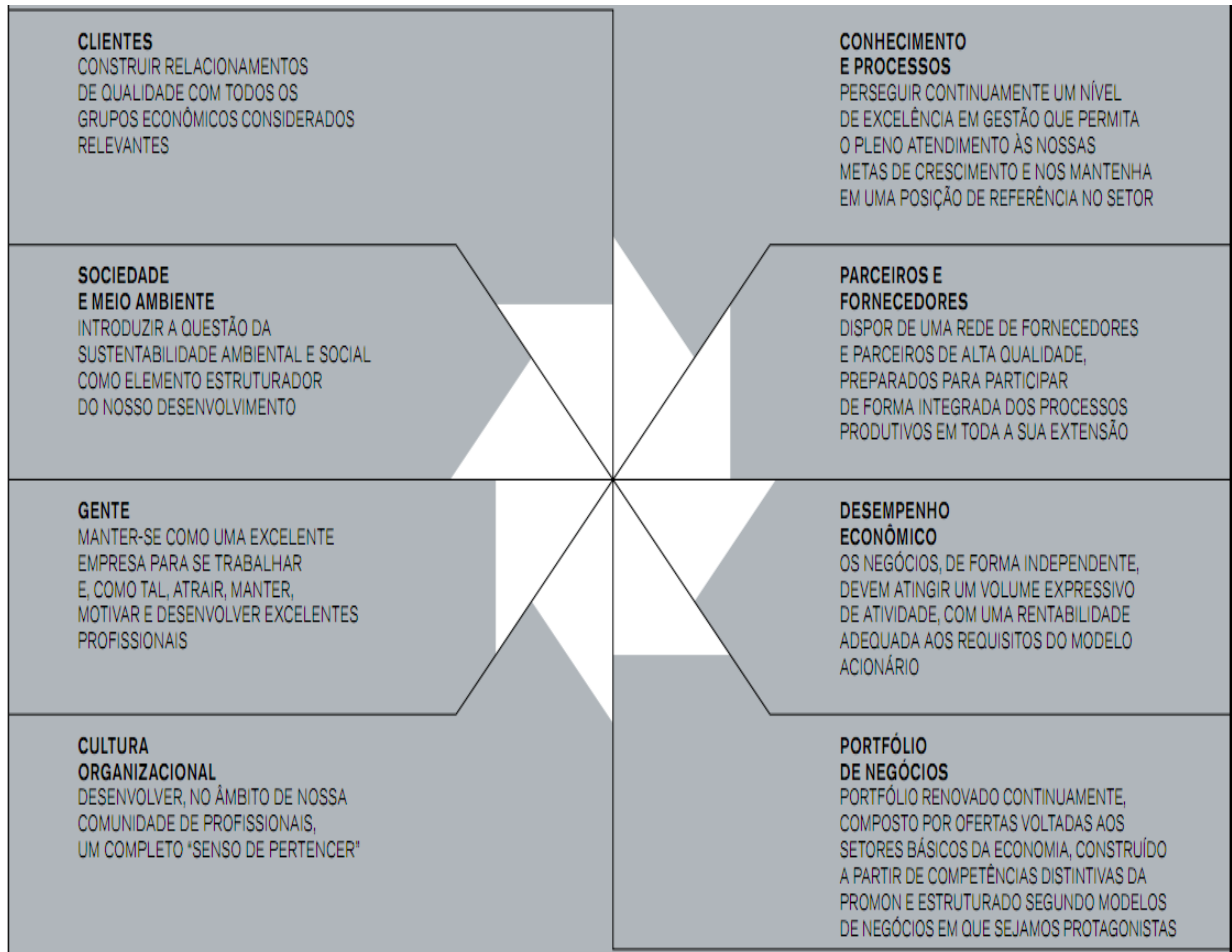 CLIENTES
CONSTRUIR RELACIONAMENTOS
DE QUALIDADE COM TODOS OS
GRUPOS ECONÔMICOS CONSIDERADOS
RELEVANTES
CONHECIMENTO
E PROCESSOS
PERSEGUIR CONTINUAMENTE UM NÍVEL
DE EXCELÊNCIA EM GESTÃO QUE PERMITA
O PLENO ATENDIMENTO ÀS NOSSAS
METAS DE CRESCIMENTO E NOS MANTENHA
EM UMA POSIÇÃO DE REFERÊNCIA NO SETOR
SOCIEDADE
E MEIO AMBIENTE
INTRODUZIR A QUESTÃO DA
SUSTENTABILIDADE AMBIENTAL E SOCIAL
COMO ELEMENTO ESTRUTURADOR
DO NOSSO DESENVOLVIMENTO
PARCEIROS E
FORNECEDORES
DISPOR DE UMA REDE DE FORNECEDORES
E PARCEIROS DE ALTA QUALIDADE,
PREPARADOS PARA PARTICIPAR
DE FORMA INTEGRADA DOS PROCESSOS
PRODUTIVOS EM TODA A SUA EXTENSÃO
GENTE
MANTER-SE COMO UMA EXCELENTE
EMPRESA PARA SE TRABALHAR
E, COMO TAL, ATRAIR, MANTER,
MOTIVAR E DESENVOLVER EXCELENTES
PROFISSIONAIS
DESEMPENHO
ECONÔMICO
OS NEGÓCIOS, DE FORMA INDEPENDENTE,
DEVEM ATINGIR UM VOLUME EXPRESSIVO
DE ATIVIDADE, COM UMA RENTABILIDADE
ADEQUADA AOS REQUISITOS DO MODELO
ACIONÁRIO
CULTURA
ORGANIZACIONAL
DESENVOLVER, NO ÂMBITO DE NOSSA
COMUNIDADE DE PROFISSIONAIS,
UM COMPLETO “SENSO DE PERTENCER”
PORTFÓLIO
DE NEGÓCIOS
PORTFÓLIO RENOVADO CONTINUAMENTE,
COMPOSTO POR OFERTAS VOLTADAS AOS
SETORES BÁSICOS DA ECONOMIA, CONSTRUÍDO
A PARTIR DE COMPETÊNCIAS DISTINTIVAS DA
PROMON E ESTRUTURADO SEGUNDO MODELOS
DE NEGÓCIOS EM QUE SEJAMOS PROTAGONISTAS